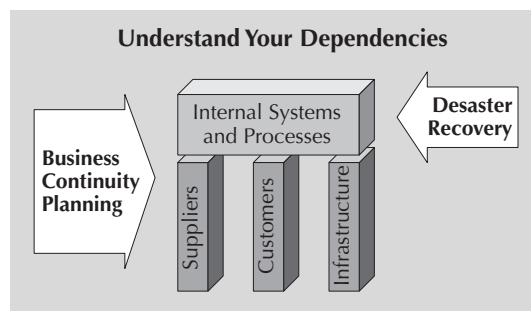 Understand Your Dependencies
Internal Systems
and Processes
Desaster
Recovery
Business
Continuity
Planning
Suppliers
Customers
Infrastructure